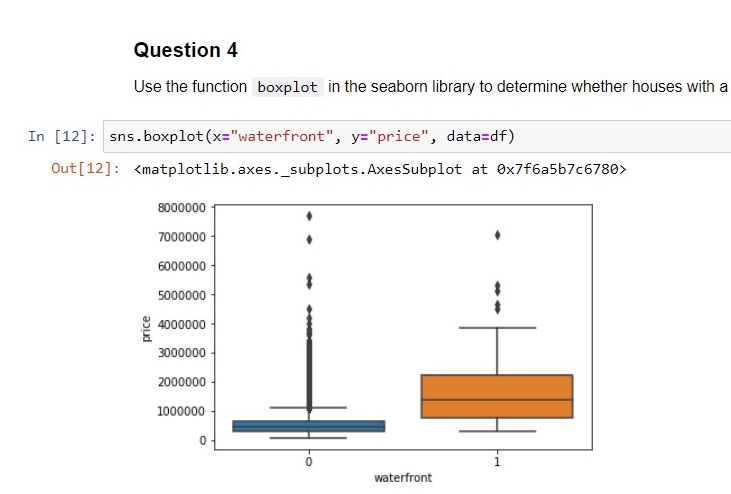 Question 4
Use the function boxplot in the seaborn library to determine whether houses with a
In [12]: sns.boxplot(x="waterfront", y="price", data=df)
Out[12]: <matplotlib.axes._subplots.AxesSubplot at 0x7f6a5b7c6780>
8000000
7000000
6000000
5000000
4000000
price
3000000
2000000
1000000
0
0 1
waterfront